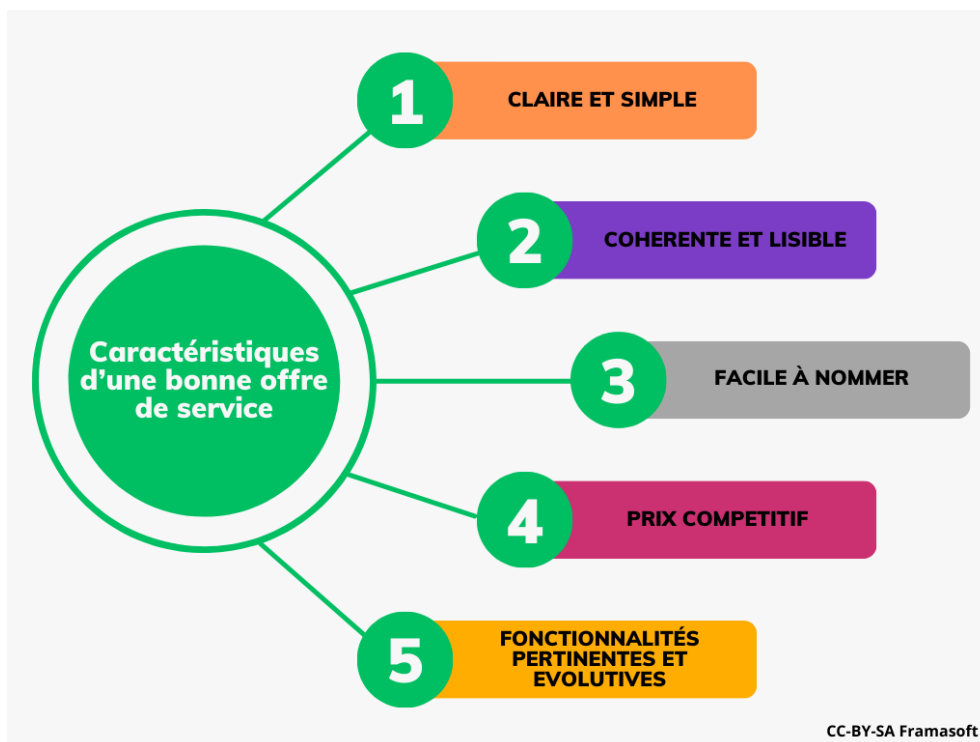 1
CLAIRE ET SIMPLE
2
COHERENTE ET LISIBLE
Caractéristiques
d’une bonne offre
de service
3
FACILE À NOMMER
4
PRIX COMPETITIF
5
FONCTIONNALITÉS
PERTINENTES ET
EVOLUTIVES
CC-BY-SA Framasoft